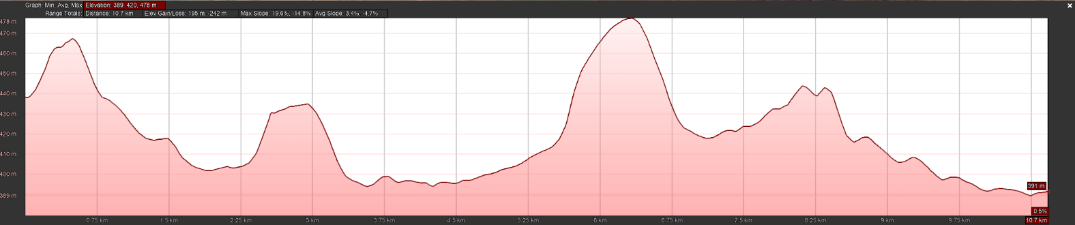 Graph: Min, Avg, Max Elevation: 389, 420, 478 m
Range Totals: Distance: 10.7 km Elev Gain/Loss: 195 m, -242 m Max Slope: 19.6%, -14.8% Avg Slope: 3.4%, -4.7%
478 m
470 m
460 m
450 m
440 m
430 m
420 m
410 m
400 m
389 m
391 m
0.5%
0.75 km 1.5 km 2.25 km 3 km 3.75 km 4.5 km 5.25 km 6 km 6.75 km 7.5 km 8.25 km 9 km 9.75 km 10.7 km